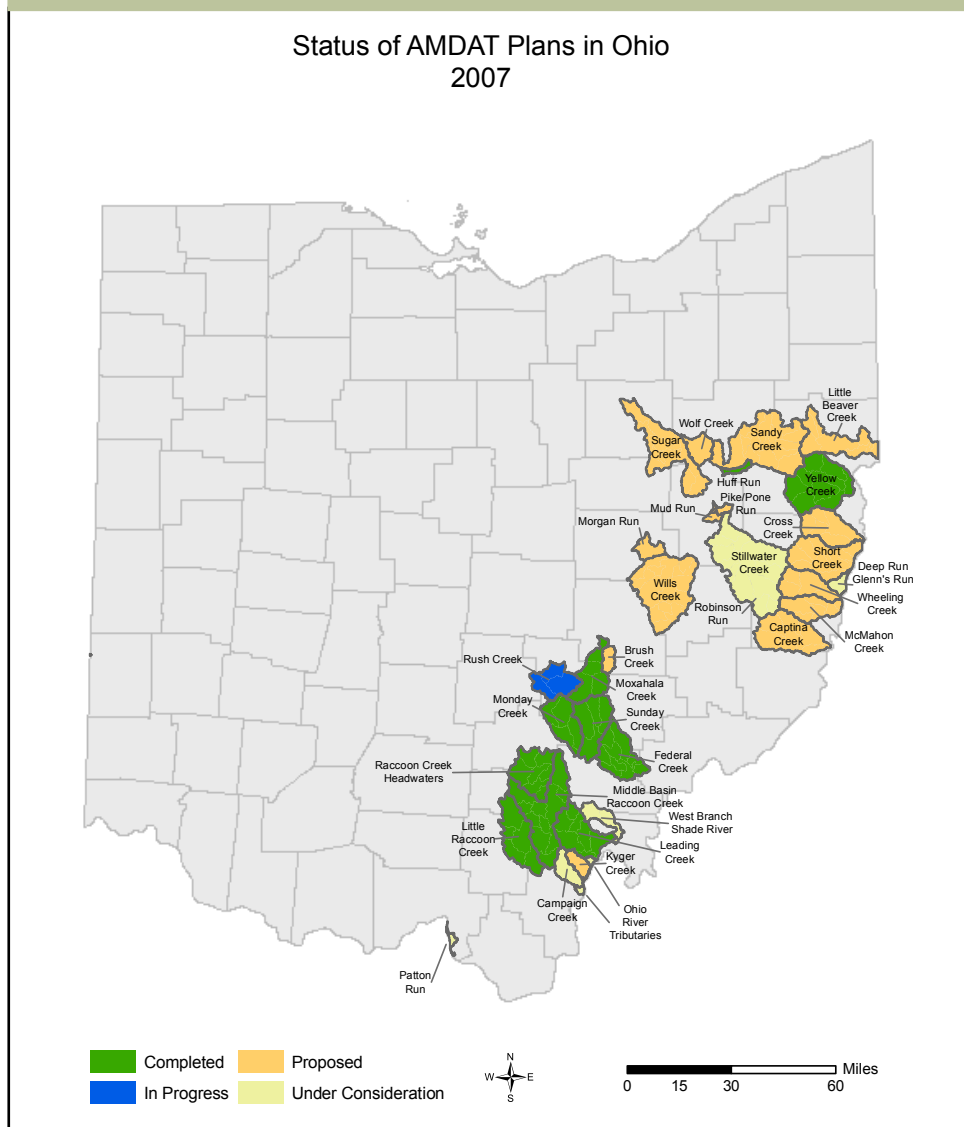 Status of AMDAT Plans in Ohio
2007
Little
Beaver
Creek
Wolf Creek
Sandy
Creek
Sugar
Creek
Huff Run
Yellow
Creek
Pike/Pone
Run
Mud Run
Cross
Creek
Morgan Run
Stillwater
Creek
Short
Creek
Deep Run
Glenn's Run
Wills
Creek
Wheeling
Creek
Robinson
Run
Captina
Creek
McMahon
Creek
Brush
Creek
Rush Creek
Moxahala
Creek
Monday
Creek
Sunday
Creek
Federal
Creek
Raccoon Creek
Headwaters
Middle Basin
Raccoon Creek
West Branch
Shade River
Little
Raccoon
Creek
Leading
Creek
Kyger
Creek
Campaign
Creek
Ohio
River
Tributaries
Patton
Run
Completed
Proposed
In Progress
Under Consideration
N
W E
S
Miles
0 15 30 60